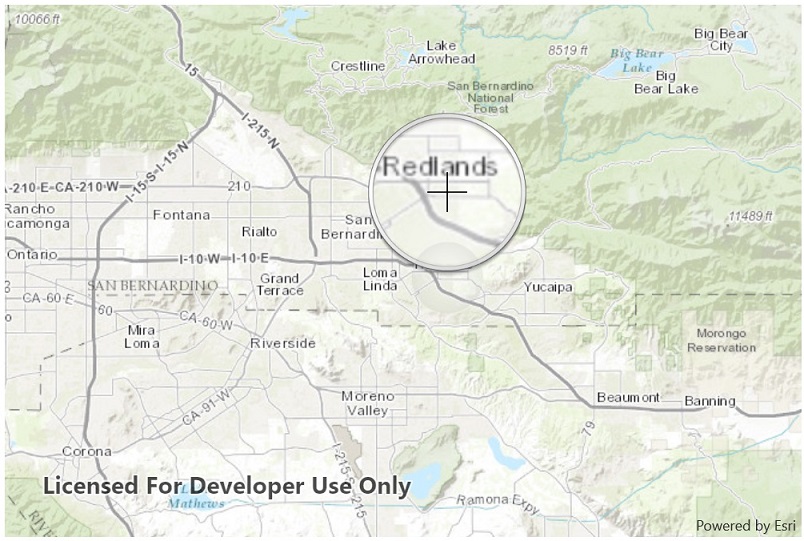 10066 ft
Big Bear
City
Lake
Arrowhead
8519 ft
Big Bear
Lake
Crestline
15
Big
Bear Lake
San Bernardino
National
Forest
I-215-N
I-15-S-I-15-N
Redlands
A-210-E-CA-210-W
210
Rancho
camonga
Fontana
11489 ft
San
Bernardi
Rialto
Ontario
I-10-W
I-10-E
Loma
Linda
Grand
Terrace
SAN BERNARDINO
Yucaipa
CA-60 E
60
CA-60-W
Mira
Loma
Riverside
Morongo
Reservation
Moreno
Valley
Beaumont
Banning
CA-91-W
79
Corona
I-215-S
I-215
Licensed For Developer Use Only
Mathews
Ramona Expy
RIVER
Powered by Esri